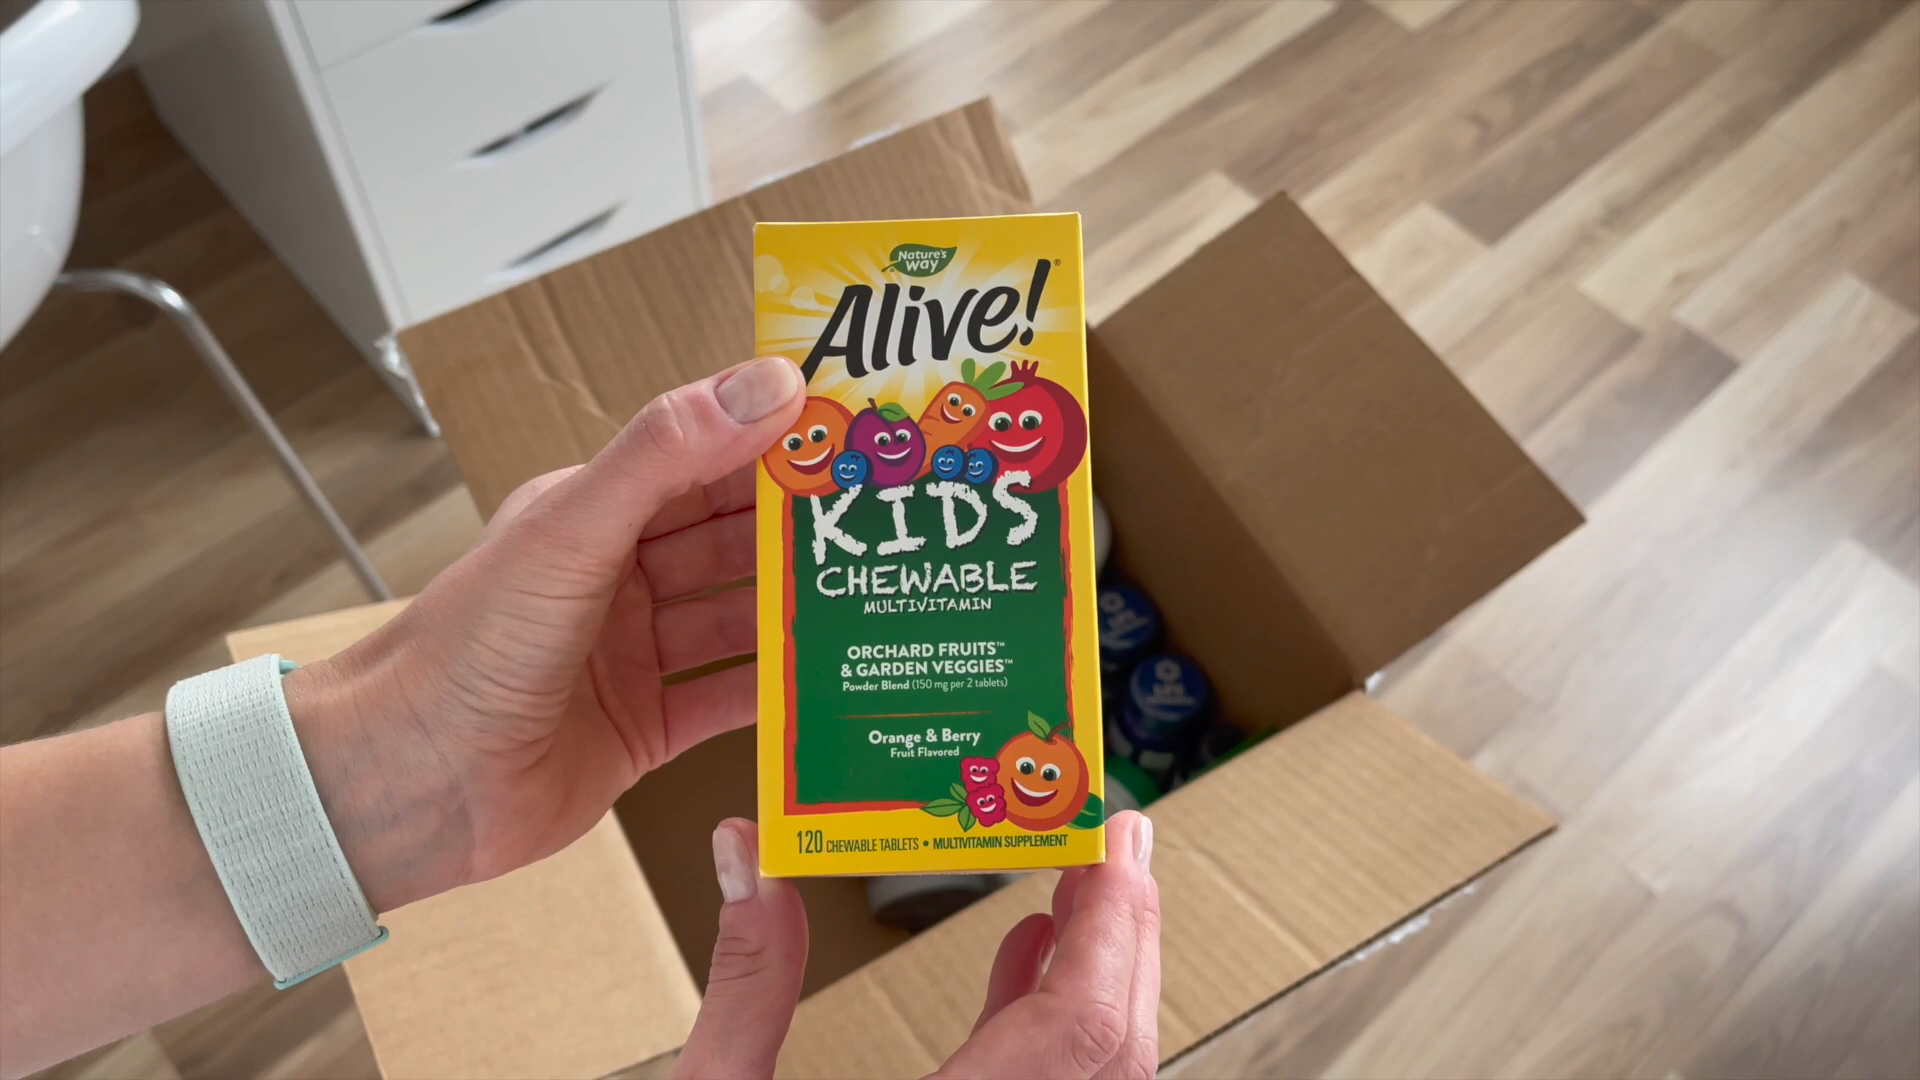 Nature's
Way
Alive!®
KIDS
CHEWABLE
MULTIVITAMIN
ORCHARD FRUITS™
& GARDEN VEGGIES™
Powder Blend (150 mg per 2 tablets)
Orange & Berry
Fruit Flavored
120 CHEWABLE TABLETS • MULTIVITAMIN SUPPLEMENT